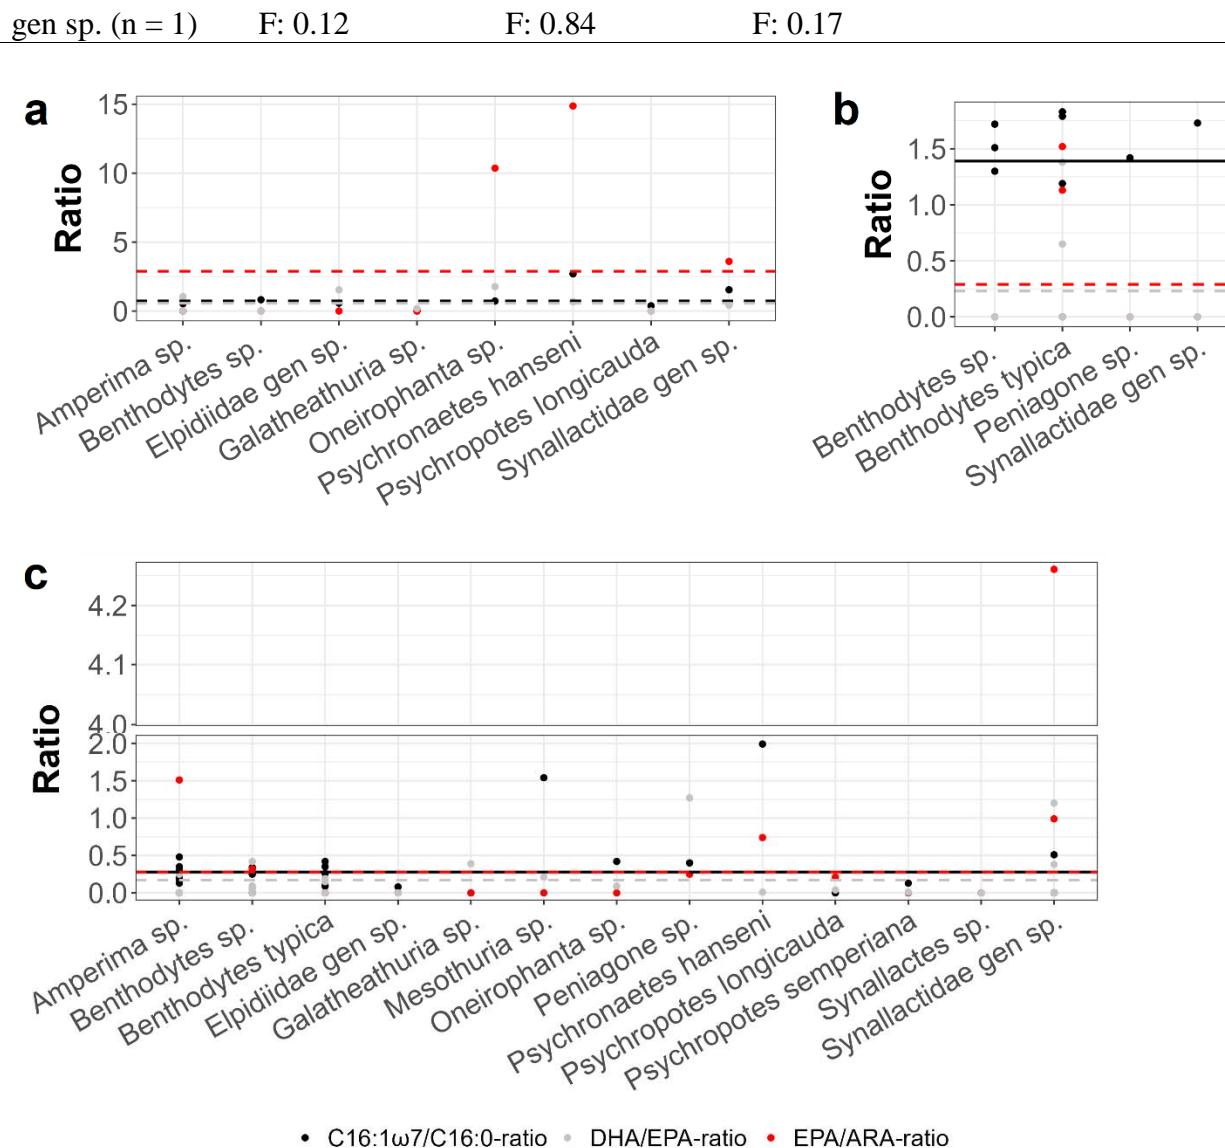 gen sp. (n = 1) F: 0.12 F: 0.84 F: 0.17
a
15
10
5
0
Ratio
Amperima sp.
Benthodytes sp.
Elpidiidae gen sp.
Galatheathuria sp.
Oneirophanta sp.
Psychronaetes hanseni
Psychropotes longicauda
Synallactidae gen sp.
b
1.5
1.0
0.5
0.0
Ratio
Benthodytes sp.
Benthodytes typica
Peniagone sp.
Synallactidae gen sp.
c
4.2
4.1
4.0
2.0
1.5
1.0
0.5
0.0
Ratio
Amperima sp.
Benthodytes sp.
Benthodytes typica
Elpidiidae gen sp.
Galatheathuria sp.
Mesothuria sp.
Oneirophanta sp.
Peniagone sp.
Psychronaetes hanseni
Psychropotes longicauda
Psychropotes semperiana
Synallactes sp.
Synallactidae gen sp.
C16:1ω7/C16:0-ratio DHA/EPA-ratio EPA/ARA-ratio